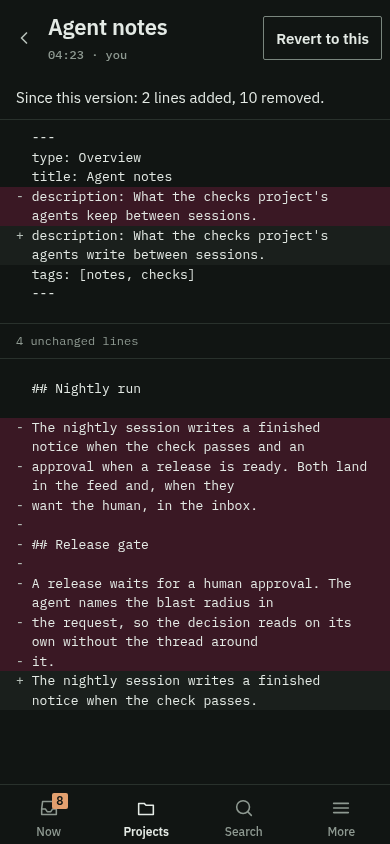 Agent notes
04:23 · you
Revert to this
Since this version: 2 lines added, 10 removed.
---
type: Overview
title: Agent notes
- description: What the checks project's
agents keep between sessions.
+ description: What the checks project's
agents write between sessions.
tags: [notes, checks]
---
4 unchanged lines
## Nightly run
- The nightly session writes a finished
notice when the check passes and an
- approval when a release is ready. Both land
in the feed and, when they
- want the human, in the inbox.
-
- ## Release gate
-
- A release waits for a human approval. The
agent names the blast radius in
- the request, so the decision reads on its
own without the thread around
- it.
+ The nightly session writes a finished
notice when the check passes.
8
Now
Projects
Search
More